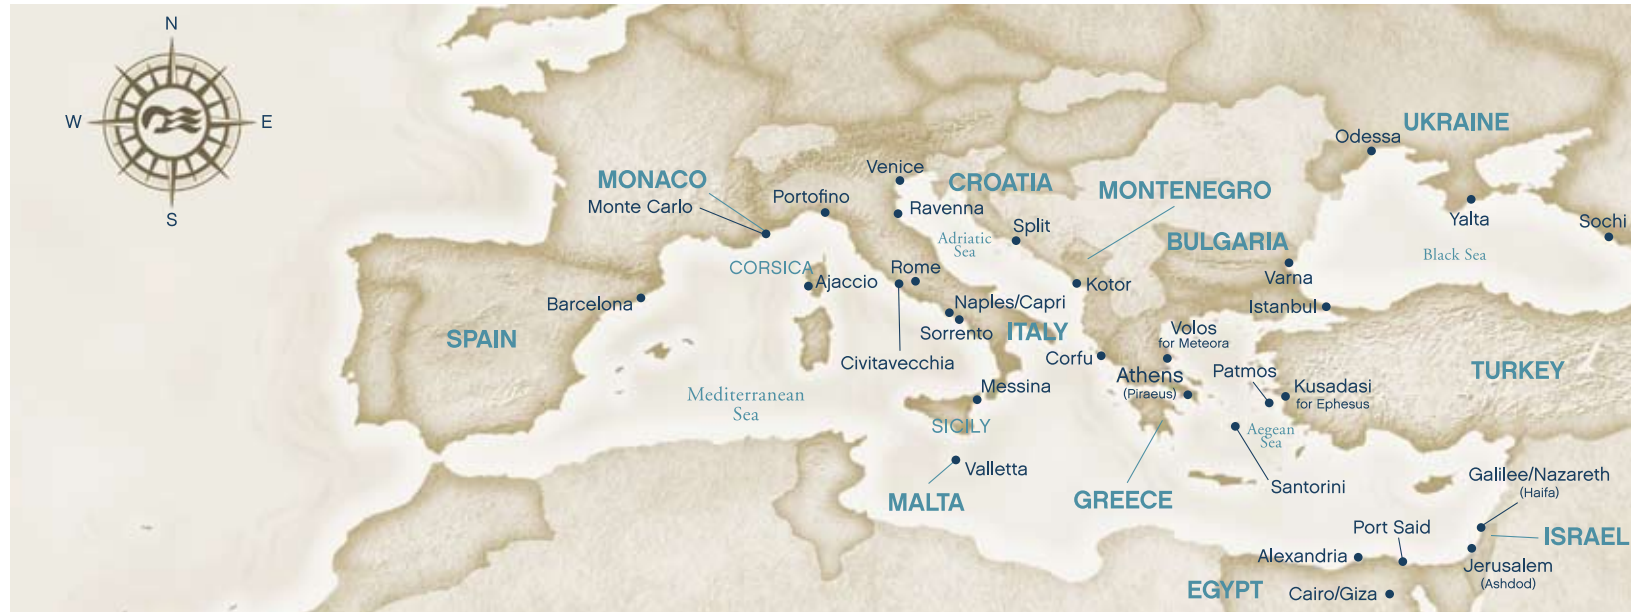 N
W
E
S
UKRAINE
Odessa
Yalta
Sochi
Black Sea
MONACO
Monte Carlo
Portofino
Venice
Ravenna
CROATIA
Adriatic
Sea
Split
MONTENEGRO
BULGARIA
Varna
Kotor
Istanbul
CORSICA
Ajaccio
Rome
Barcelona
Naples/Capri
Sorrento
ITALY
Civitavecchia
SPAIN
Corfu
Volos
for Meteora
Athens
(Piraeus)
Patmos
Kusadasi
for Ephesus
TURKEY
Mediterranean
Sea
Messina
SICILY
Aegean
Sea
Valletta
MALTA
GREECE
Santorini
Galilee/Nazareth
(Haifa)
ISRAEL
Port Said
Alexandria
Jerusalem
(Ashdod)
EGYPT
Cairo/Giza